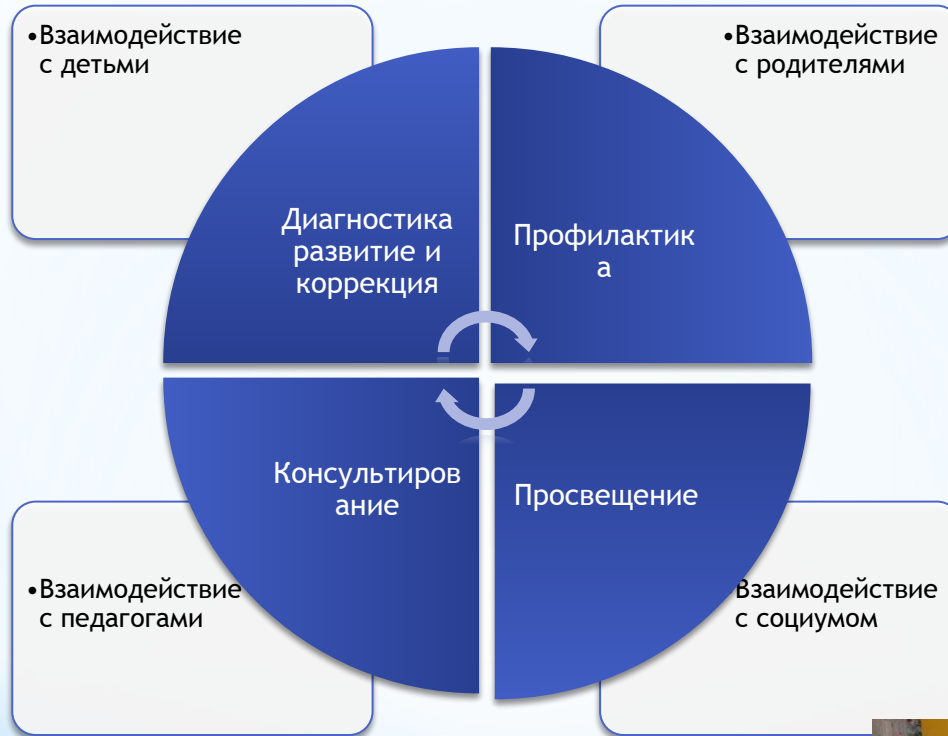 •Взаимодействие
с детьми
•Взаимодействие
с родителями
Диагностика
развитие и
коррекция
Профилактик
а
Консультиров
ание
Просвещение
•Взаимодействие
с педагогами
Взаимодействие
с социумом